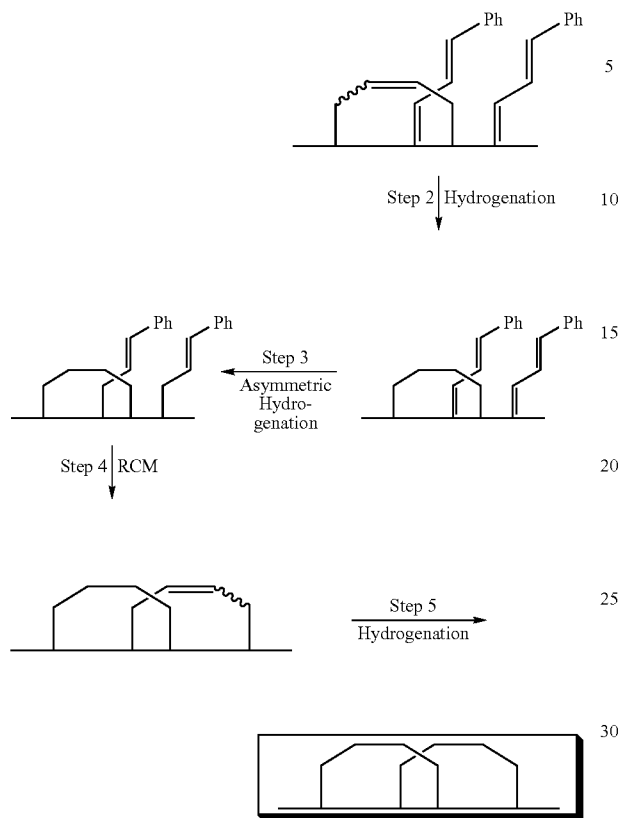 Ph Ph
5
Step 2 Hydrogenation
10
Ph Ph Ph Ph
15
Step 3
Asymmetric
Hydro-
genation
Step 4 RCM
20
25
Step 5
Hydrogenation
30